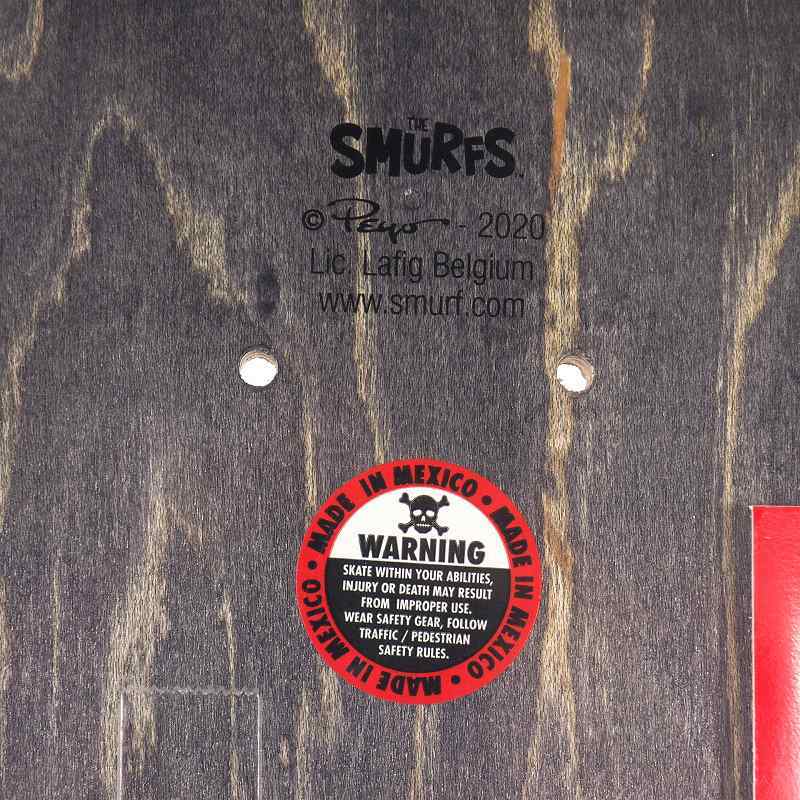 THE
SMURFS™
© Peyo - 2020
Lic. Lafig Belgium
www.smurf.com
MADE IN MEXICO • MADE IN MEXICO • MADE IN MEXICO • MADE IN MEXICO •
WARNING
SKATE WITHIN YOUR ABILITIES,
INJURY OR DEATH MAY RESULT
FROM IMPROPER USE.
WEAR SAFETY GEAR, FOLLOW
TRAFFIC / PEDESTRIAN
SAFETY RULES.